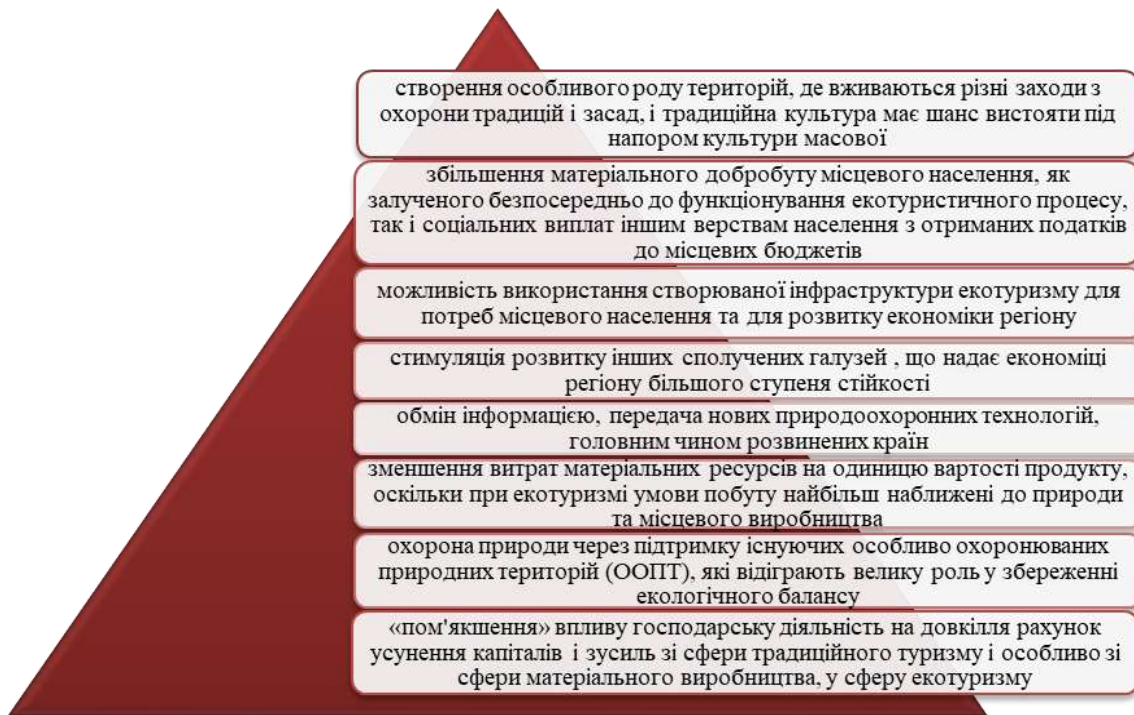 створення особливого роду територій, де вживаються різні заходи з
охорони традицій і засад, і традиційна культура має шанс вистояти під
напором культури масової
збільшення матеріального добробуту місцевого населення, як
залученого безпосередньо до функціонування екотуристичного процесу,
так і соціальних виплат іншим верствам населення з отриманих податків
до місцевих бюджетів
можливість використання створюваної інфраструктури екотуризму для
потреб місцевого населення та для розвитку економіки регіону
стимуляція розвитку інших сполучених галузей , що надає економіці
регіону більшого ступеня стійкості
обмін інформацією, передача нових природоохоронних технологій,
головним чином розвинених країн
зменшення витрат матеріальних ресурсів на одиницю вартості продукту,
оскільки при екотуризмі умови побуту найбільш наближені до природи
та місцевого виробництва
охорона природи через підтримку існуючих особливо охоронюваних
природних територій (ООПТ), які відіграють велику роль у збереженні
екологічного балансу
«пом'якшення» впливу господарську діяльність на довкілля рахунок
усунення капіталів і зусиль зі сфери традиційного туризму і особливо зі
сфери матеріального виробництва, у сферу екотуризму